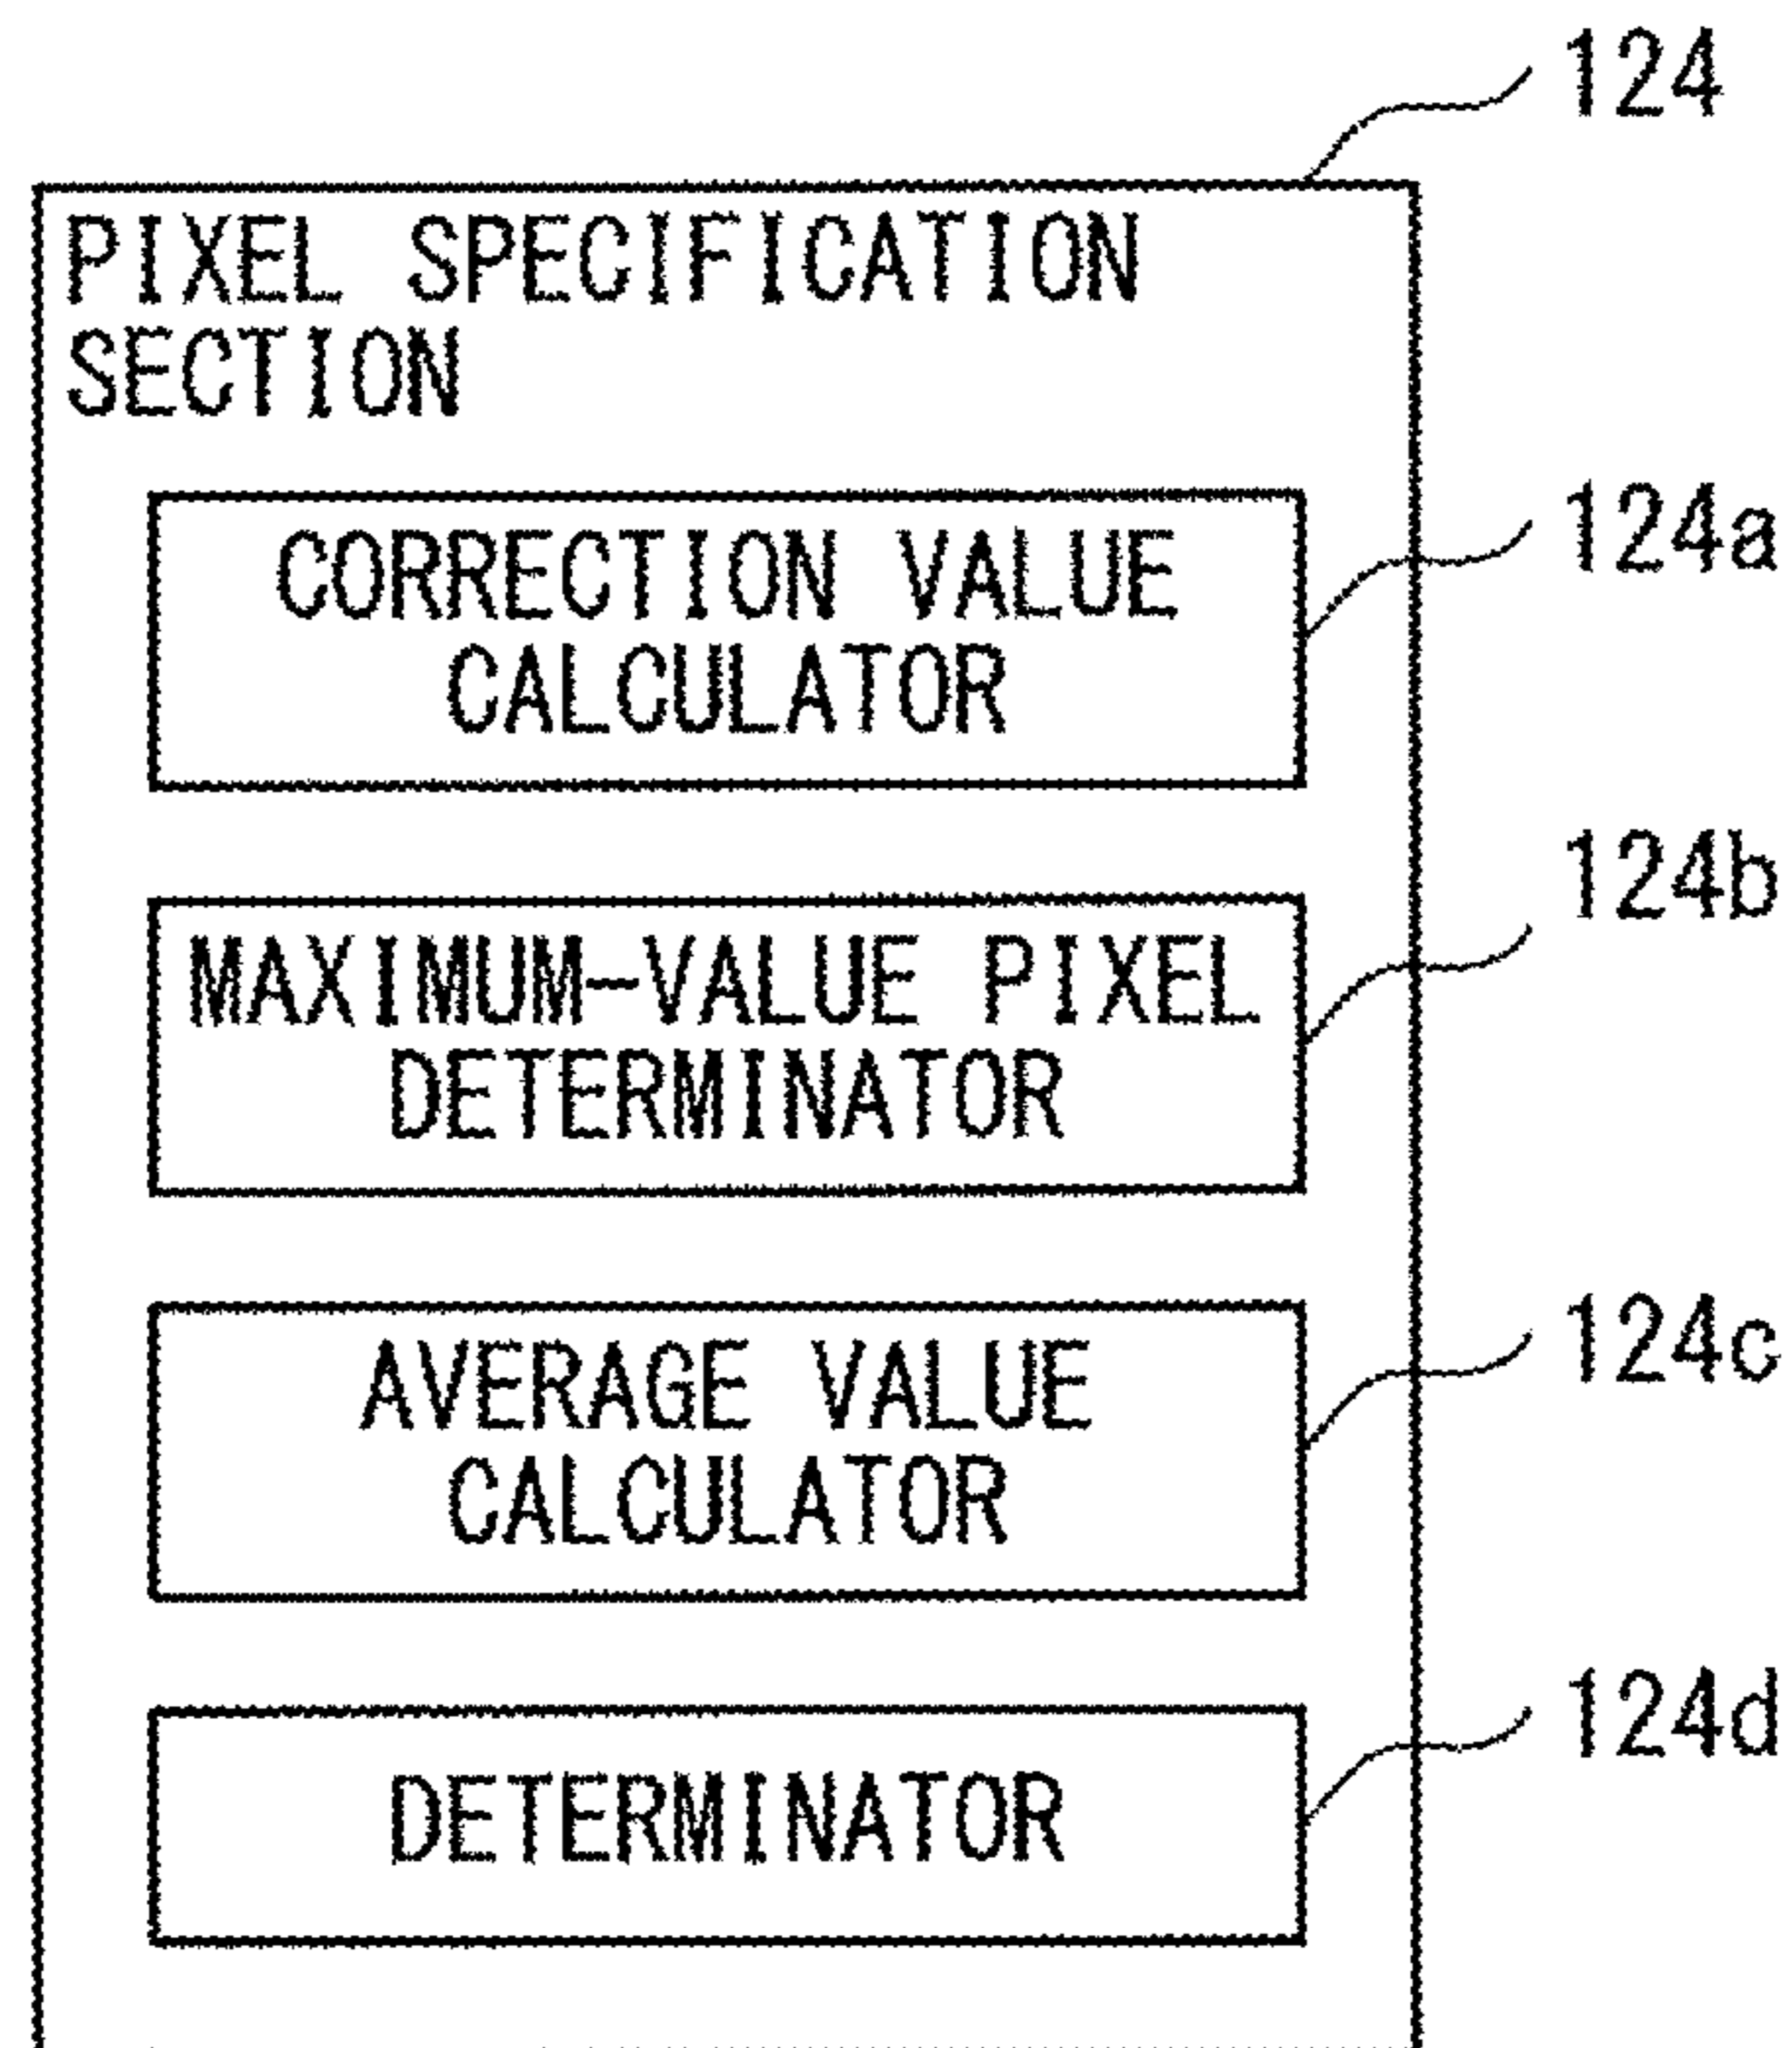 124
PIXEL SPECIFICATION
SECTION
124a
CORRECTION VALUE
CALCULATOR
124b
MAXIMUM-VALUE PIXEL
DETERMINATOR
124c
AVERAGE VALUE
CALCULATOR
124d
DETERMINATOR